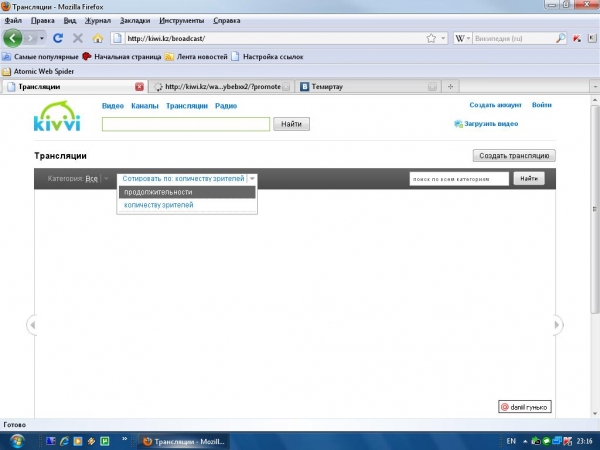 Трансляции - Mozilla Firefox
Файл Правка Вид Журнал Закладки Инструменты Справка
http://kiwi.kz/broadcast/
W Википедия (ru)
Самые популярные Начальная страница Лента новостей Настройка ссылок
Atomic Web Spider
Трансляции http://kiwi.kz/wa...ybebxx2/?promote В Темиртау
kivvi
Видео Каналы Трансляции Радио
Создать аккаунт Войти
Найти
Загрузить видео
Трансляции
Создать трансляцию
Категория: Все
Сотировать по: количеству зрителей
поиск по всем категориям
Найти
продолжительности
количеству зрителей
@ daniil гунько
Готово
Трансляции - Mozill...
EN
23:16